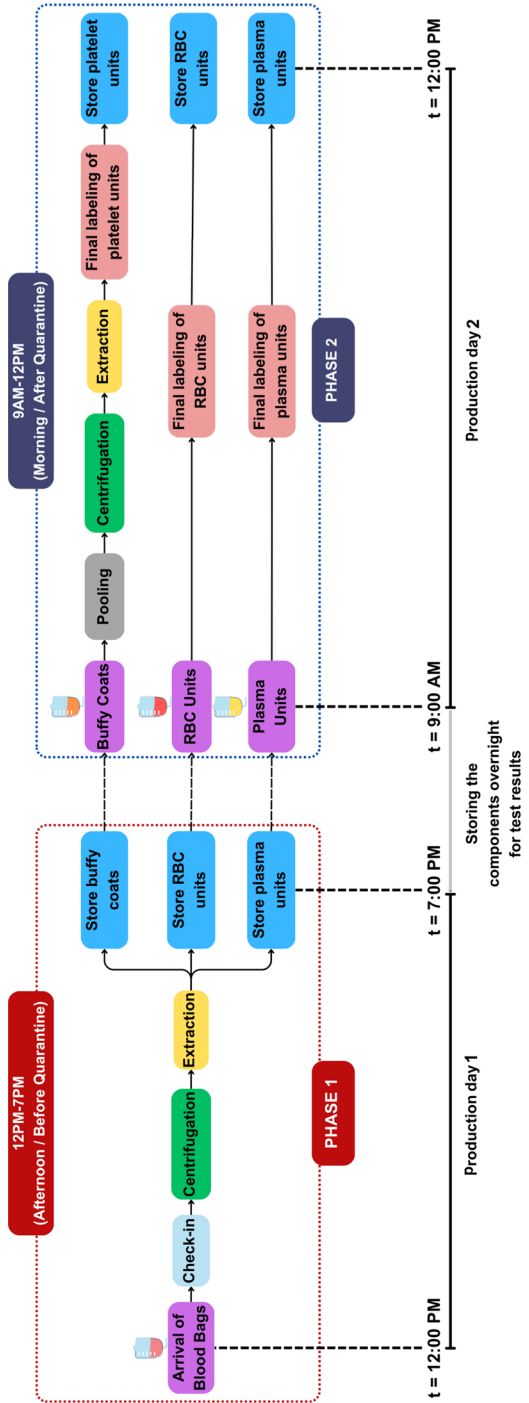 12PM-7PM
(Afternoon / Before Quarantine)
9AM-12PM
(Morning / After Quarantine)
Arrival of
Blood Bags
Check-in
Centrifugation
Extraction
Store buffy
coats
Store RBC
units
Store plasma
units
Buffy Coats
Pooling
Centrifugation
Extraction
Final labeling of
platelet units
Store platelet
units
RBC Units
Final labeling of
RBC units
Store RBC
units
Plasma
Units
Final labeling of
plasma units
Store plasma
units
PHASE 1
PHASE 2
t = 12:00 PM
t = 7:00 PM
t = 9:00 AM
t = 12:00 PM
Production day 1
Storing the
components overnight
for test results
Production day 2